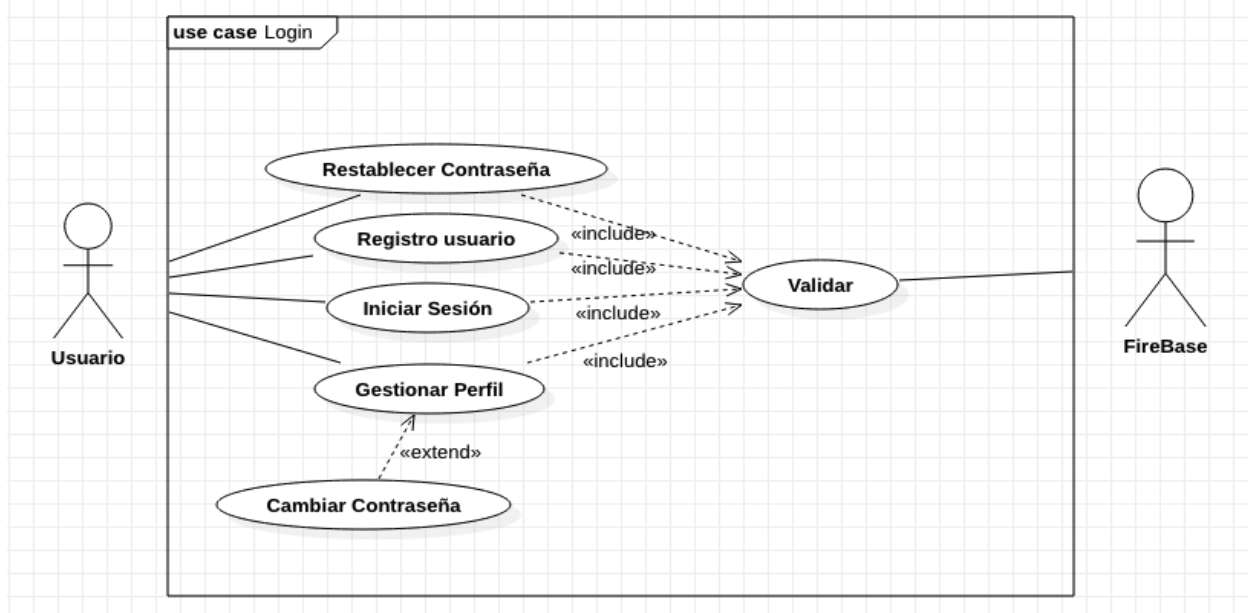 use case Login
Restablecer Contraseña
Registro usuario
«include»
«include»
Validar
Iniciar Sesión
«include»
Usuario
FireBase
«include»
Gestionar Perfil
«extend»
Cambiar Contraseña